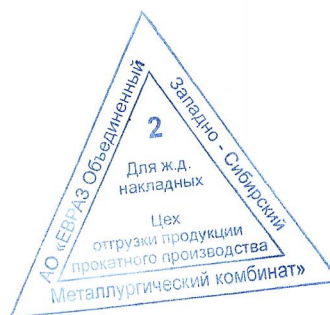 АО «ЕВРАЗ Объединенный
Западно - Сибирский
Металлургический комбинат»
2
Для ж.д.
накладных
Цех
отгрузки продукции
прокатного производства